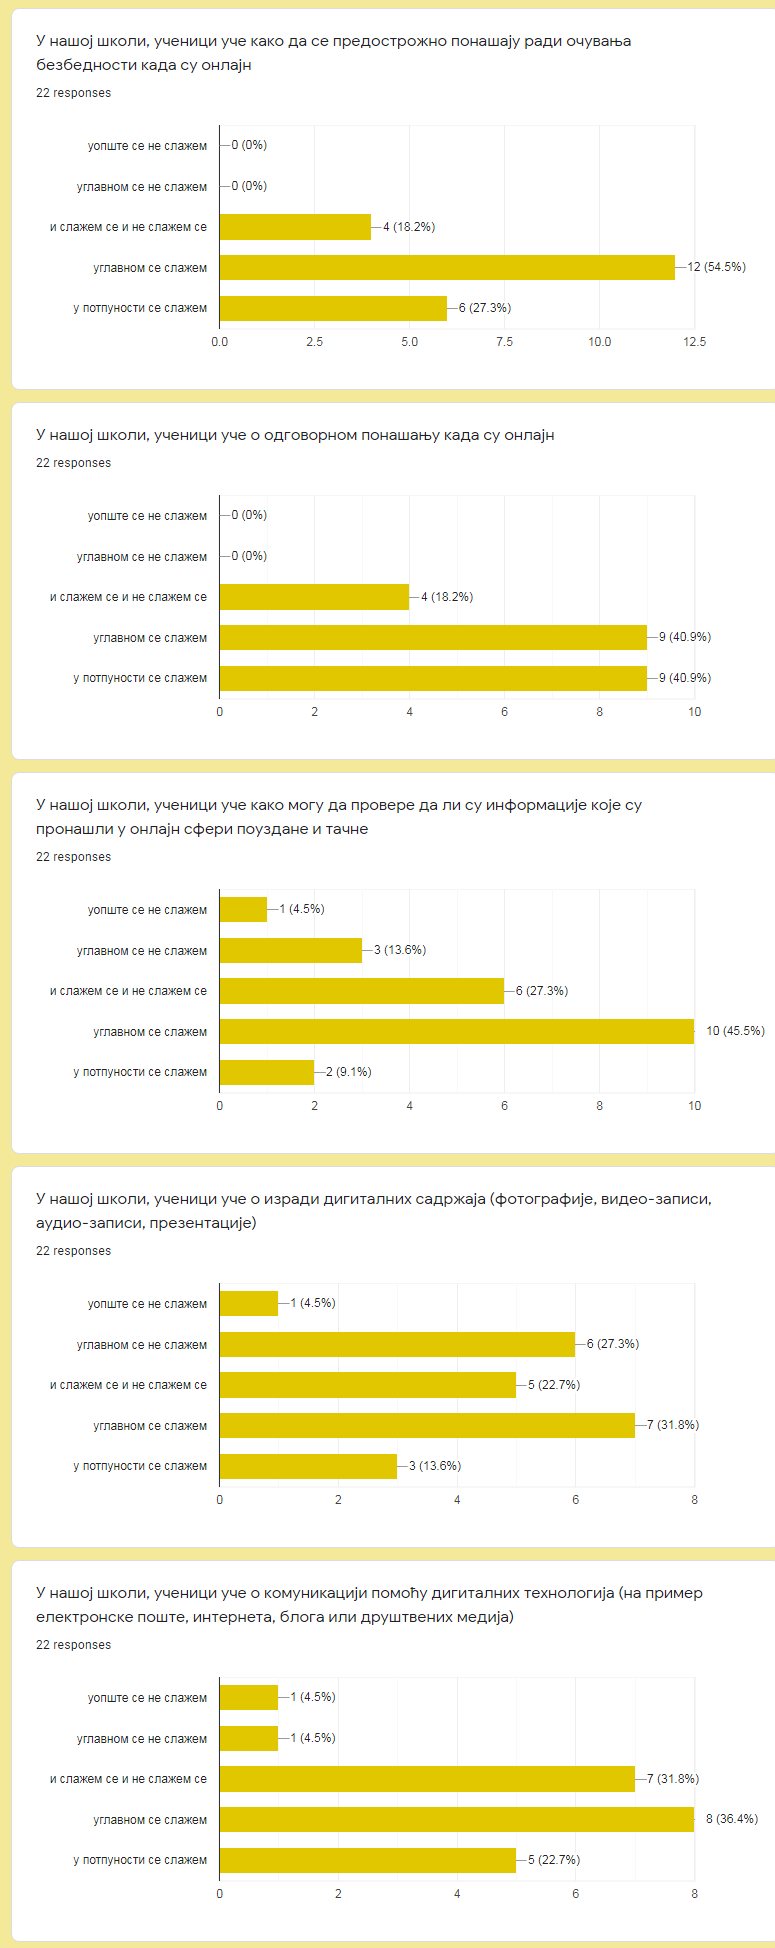 У нашој школи, ученици уче како да се предострожно понашају ради очувања
безбедности када су онлајн
22 responses
уопште се не слажем 0 (0%)
углавном се не слажем 0 (0%)
и слажем се и не слажем се 4 (18.2%)
углавном се слажем 12 (54.5%)
у потпуности се слажем 6 (27.3%)
0.0 2.5 5.0 7.5 10.0 12.5
У нашој школи, ученици уче о одговорном понашању када су онлајн
22 responses
уопште се не слажем 0 (0%)
углавном се не слажем 0 (0%)
и слажем се и не слажем се 4 (18.2%)
углавном се слажем 9 (40.9%)
у потпуности се слажем 9 (40.9%)
0 2 4 6 8 10
У нашој школи, ученици уче како могу да провере да ли су информације које су
пронашли у онлајн сфери поуздане и тачне
22 responses
уопште се не слажем 1 (4.5%)
углавном се не слажем 3 (13.6%)
и слажем се и не слажем се 6 (27.3%)
углавном се слажем 10 (45.5%)
у потпуности се слажем 2 (9.1%)
0 2 4 6 8 10
У нашој школи, ученици уче о изради дигиталних садржаја (фотографије, видео-записи,
аудио-записи, презентације)
22 responses
уопште се не слажем 1 (4.5%)
углавном се не слажем 6 (27.3%)
и слажем се и не слажем се 5 (22.7%)
углавном се слажем 7 (31.8%)
у потпуности се слажем 3 (13.6%)
0 2 4 6 8
У нашој школи, ученици уче о комуникацији помоћу дигиталних технологија (на пример
електронске поште, интернета, блога или друштвених медија)
22 responses
уопште се не слажем 1 (4.5%)
углавном се не слажем 1 (4.5%)
и слажем се и не слажем се 7 (31.8%)
углавном се слажем 8 (36.4%)
у потпуности се слажем 5 (22.7%)
0 2 4 6 8